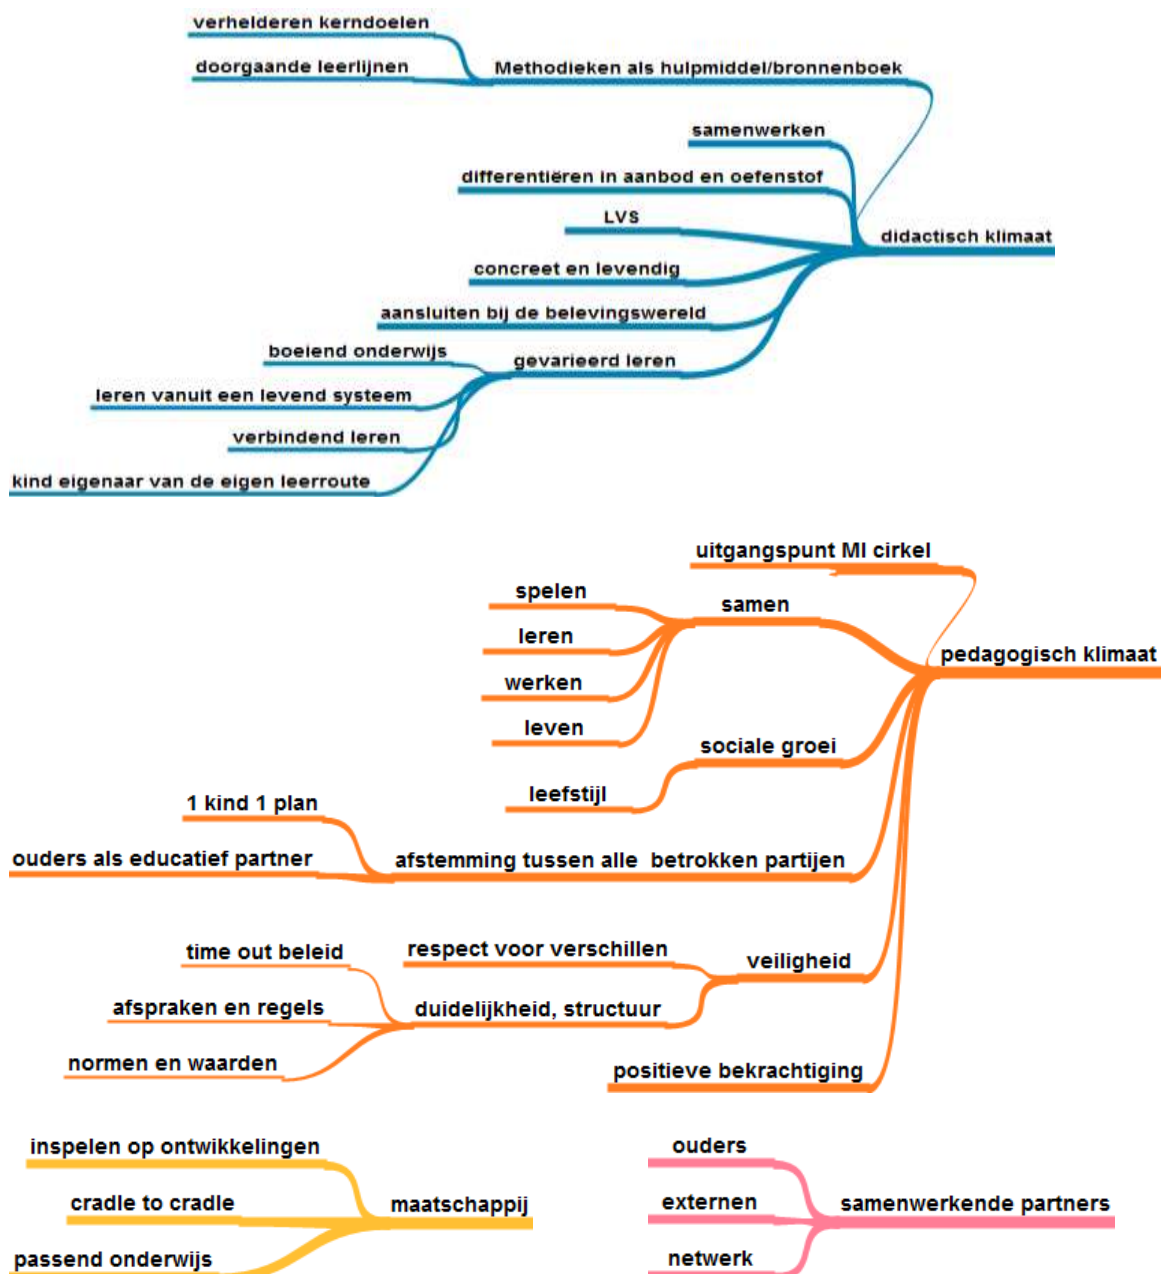 verhelderen kerndoelen
doorgaande leerlijnen
Methodieken als hulpmiddel/bronnenboek
samenwerken
differentiëren in aanbod en oefenstof
LVS
didactisch klimaat
concreet en levendig
aansluiten bij de belevingswereld
boeiend onderwijs
gevarieerd leren
leren vanuit een levend systeem
verbindend leren
kind eigenaar van de eigen leerroute
uitgangspunt MI cirkel
spelen
samen
leren
pedagogisch klimaat
werken
leven
sociale groei
leefstijl
1 kind 1 plan
ouders als educatief partner
afstemming tussen alle betrokken partijen
time out beleid
respect voor verschillen
veiligheid
afspraken en regels
duidelijkheid, structuur
normen en waarden
positieve bekrachtiging
inspelen op ontwikkelingen
cradle to cradle
maatschappij
passend onderwijs
ouders
externen
samenwerkende partners
netwerk